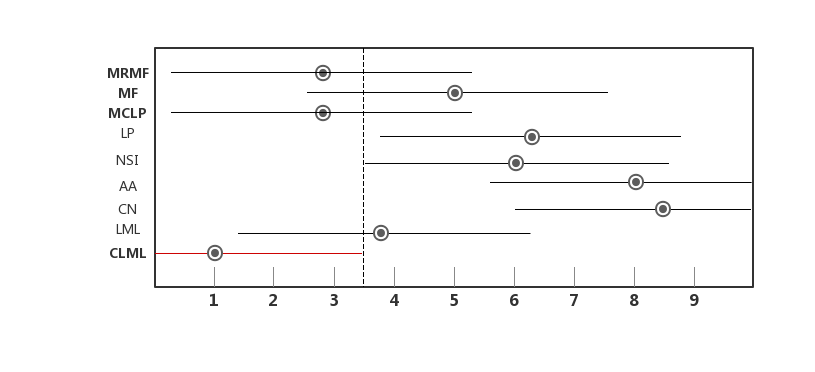 MRMF
MF
MCLP
LP
NSI
AA
CN
LML
CLML
1 2 3 4 5 6 7 8 9